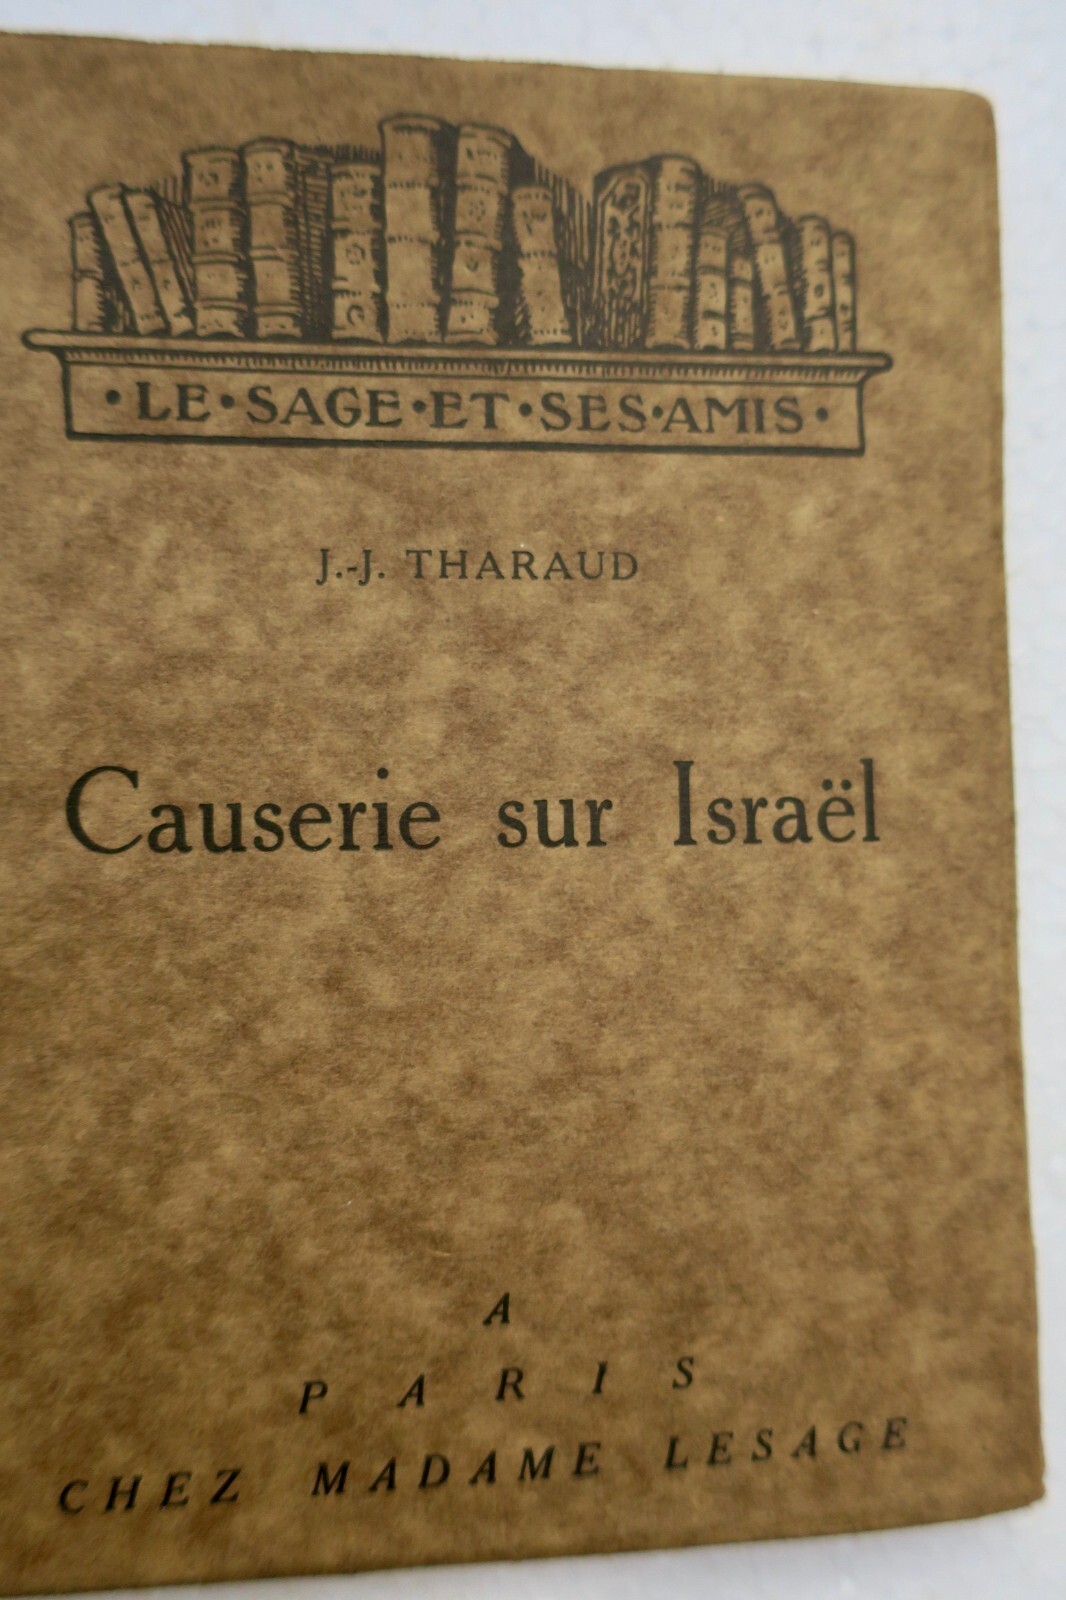 ·LE·SAGE·ET·SES·AMIS·
J.-J. THARAUD
Causerie sur Israël
A
PARIS
CHEZ MADAME LESAGE